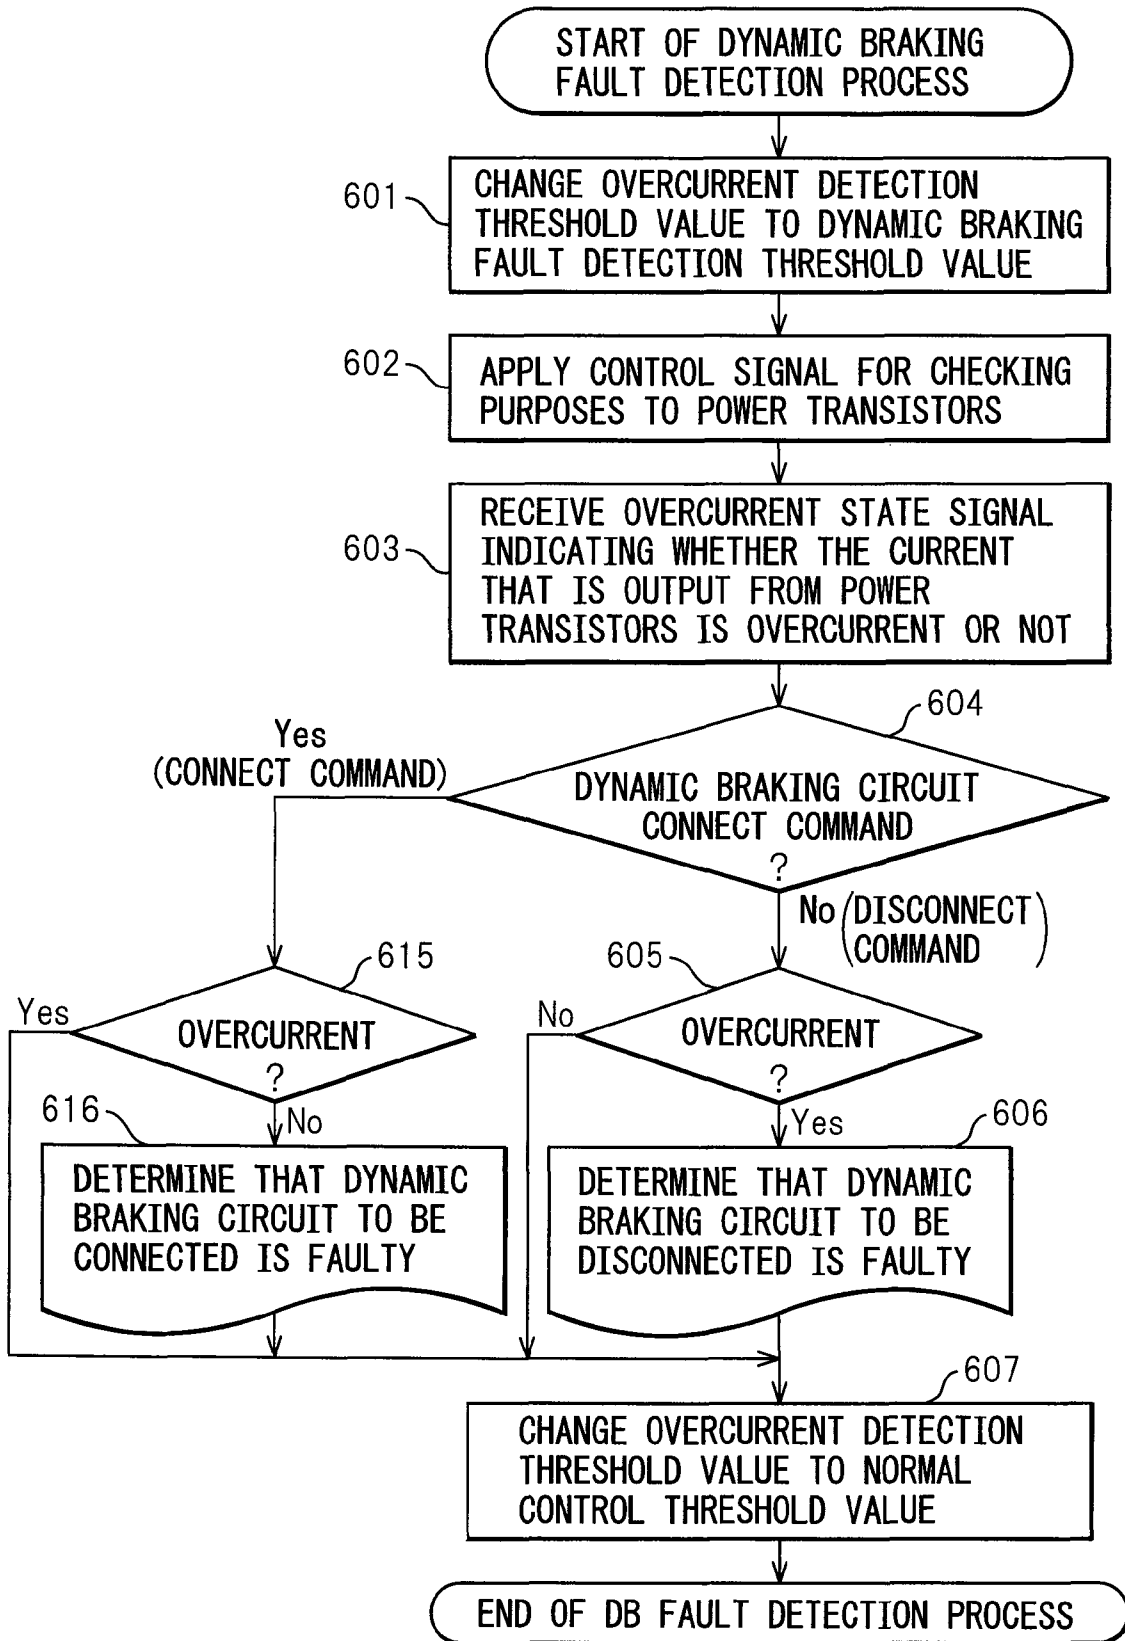 START OF DYNAMIC BRAKING
FAULT DETECTION PROCESS
601
CHANGE OVERCURRENT DETECTION
THRESHOLD VALUE TO DYNAMIC BRAKING
FAULT DETECTION THRESHOLD VALUE
602
APPLY CONTROL SIGNAL FOR CHECKING
PURPOSES TO POWER TRANSISTORS
603
RECEIVE OVERCURRENT STATE SIGNAL
INDICATING WHETHER THE CURRENT
THAT IS OUTPUT FROM POWER
TRANSISTORS IS OVERCURRENT OR NOT
604
Yes
(CONNECT COMMAND)
DYNAMIC BRAKING CIRCUIT
CONNECT COMMAND
?
No (DISCONNECT
COMMAND)
615
Yes
OVERCURRENT
?
No
605
No
OVERCURRENT
?
Yes
616
DETERMINE THAT DYNAMIC
BRAKING CIRCUIT TO BE
CONNECTED IS FAULTY
606
DETERMINE THAT DYNAMIC
BRAKING CIRCUIT TO BE
DISCONNECTED IS FAULTY
607
CHANGE OVERCURRENT DETECTION
THRESHOLD VALUE TO NORMAL
CONTROL THRESHOLD VALUE
END OF DB FAULT DETECTION PROCESS